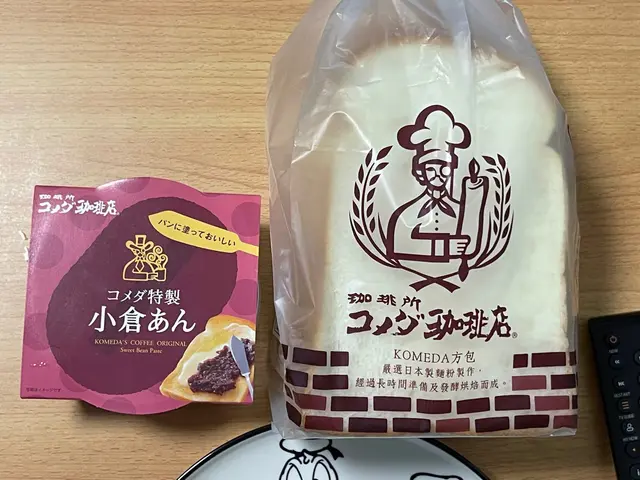 珈琲所
コメダ珈琲店®
パンに塗っておいしい
コメダ特製
小倉あん
KOMEDA'S COFFEE ORIGINAL
Sweet Bean Paste
珈琲所
コメダ珈琲店®
KOMEDA方包
嚴選日本製麵粉製作，
經過長時間準備及發酵烘焙而成。